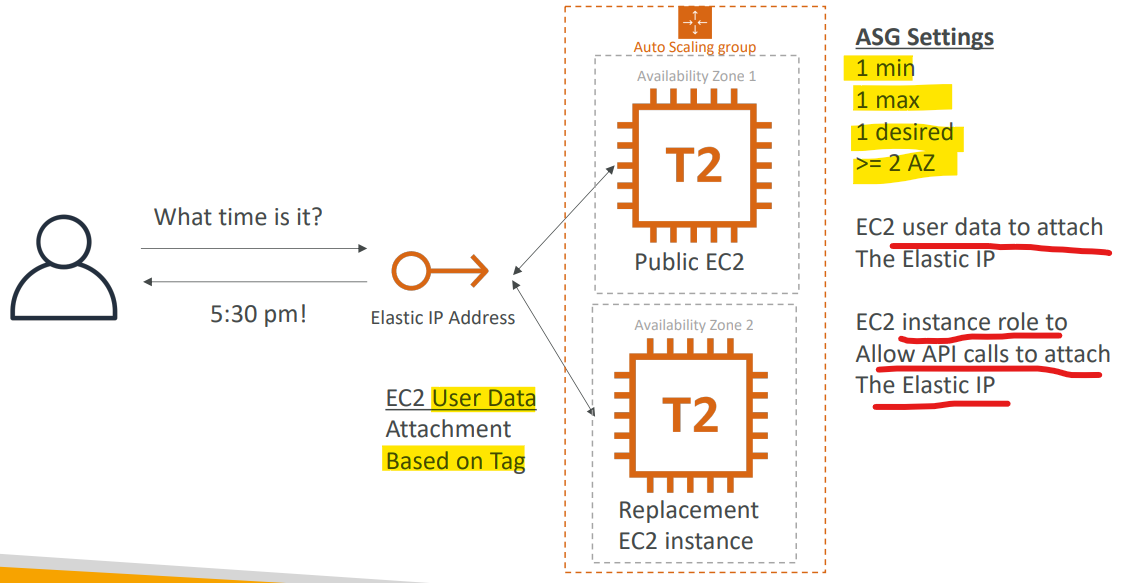 What time is it?
5:30 pm!
Elastic IP Address
EC2 User Data
Attachment
Based on Tag
Auto Scaling group
Availability Zone 1
T2
Public EC2
Availability Zone 2
T2
Replacement
EC2 instance
ASG Settings
1 min
1 max
1 desired
>= 2 AZ
EC2 user data to attach
The Elastic IP
EC2 instance role to
Allow API calls to attach
The Elastic IP